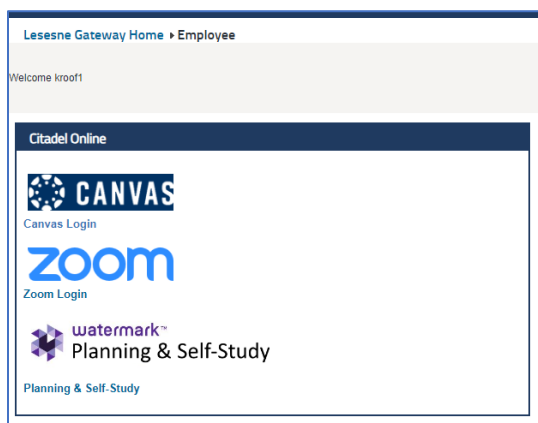 Lesesne Gateway Home ▸ Employee
Welcome kroof1
Citadel Online
CANVAS
Canvas Login
zoom
Zoom Login
watermark™
Planning & Self-Study
Planning & Self-Study